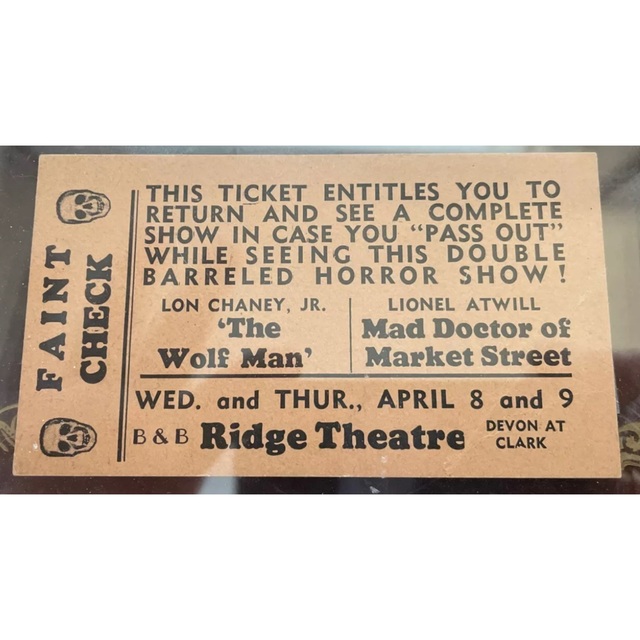 FAINT
CHECK
THIS TICKET ENTITLES YOU TO
RETURN AND SEE A COMPLETE
SHOW IN CASE YOU “PASS OUT”
WHILE SEEING THIS DOUBLE
BARRELED HORROR SHOW!
LON CHANEY, JR.
‘The
Wolf Man’
LIONEL ATWILL
Mad Doctor of
Market Street
WED. and THUR., APRIL 8 and 9
B & B Ridge Theatre
DEVON AT
CLARK